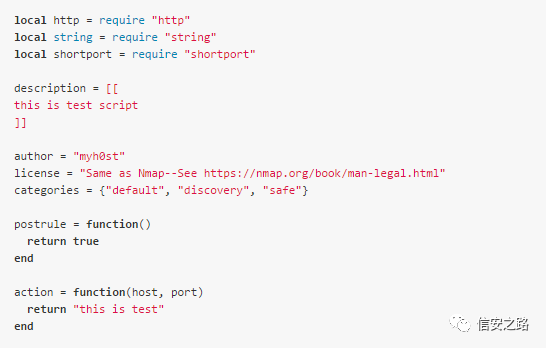 local http = require "http"
local string = require "string"
local shortport = require "shortport"
description = [[
this is test script
]]
author = "myh0st"
license = "Same as Nmap--See https://nmap.org/book/man-legal.html"
categories = {"default", "discovery", "safe"}
postrule = function()
  return true
end
action = function(host, port)
  return "this is test"
end
信安之路